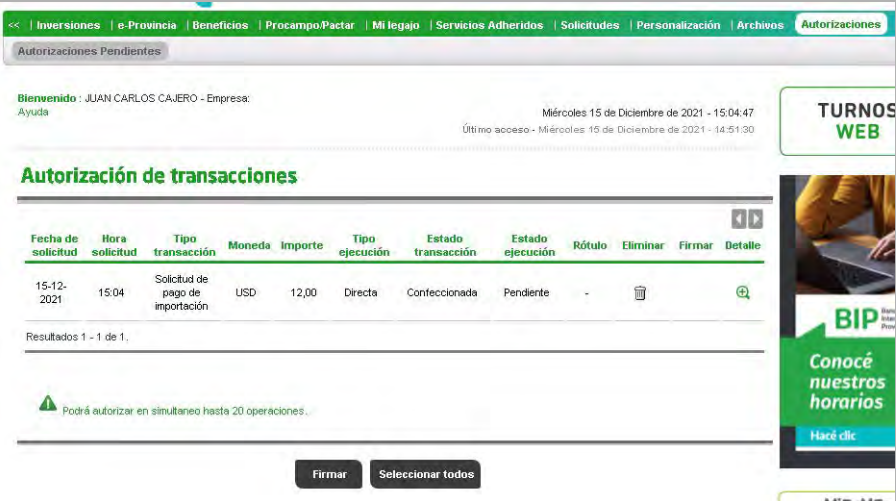 << | Inversiones | e-Provincia | Beneficios | Procampo/Pactar | Mi legajo | Servicios Adheridos | Solicitudes | Personalización | Archivos Autorizaciones
Autorizaciones Pendientes
Bienvenido : JUAN CARLOS CAJERO - Empresa:
Ayuda
Miércoles 15 de Diciembre de 2021 - 15:04:47
Último acceso - Miércoles 15 de Diciembre de 2021 - 14:51:30
TURNOS
WEB
Autorización de transacciones
Fecha de solicitud Hora solicitud Tipo transacción Moneda Importe Tipo ejecución Estado transacción Estado ejecución Rótulo Eliminar Firmar Detalle
15-12-2021 15:04 Solicitud de pago de importación USD 12,00 Directa Confeccionada Pendiente -
Resultados 1 - 1 de 1.
Podrá autorizar en simultaneo hasta 20 operaciones.
Firmar Seleccionar todos
BIP
Conocé
nuestros
horarios
Hacé clic